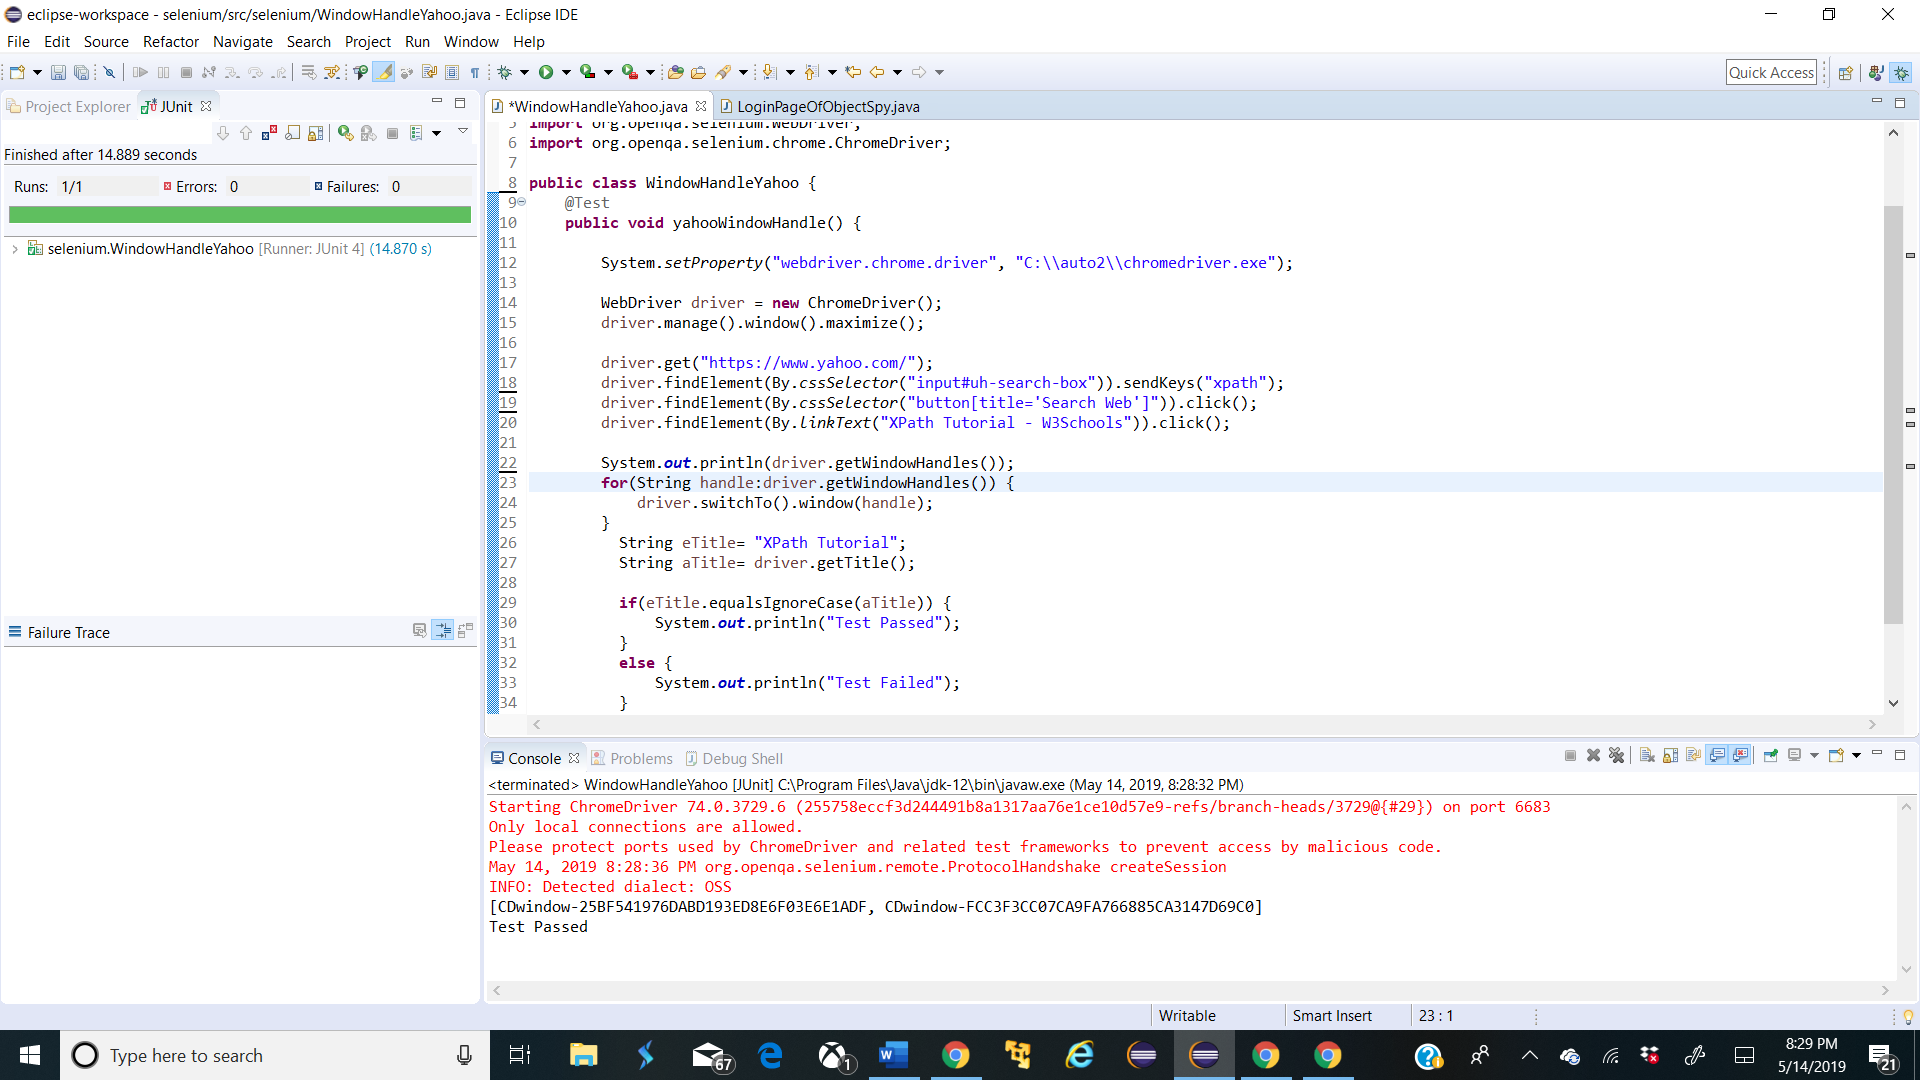 eclipse-workspace - selenium/src/selenium/WindowHandleYahoo.java - Eclipse IDE
File Edit Source Refactor Navigate Search Project Run Window Help
Quick Access
Project Explorer JUnit
Finished after 14.889 seconds
Runs: 1/1 Errors: 0 Failures: 0
selenium.WindowHandleYahoo [Runner: JUnit 4] (14.870 s)
Failure Trace
*WindowHandleYahoo.java LoginPageOfObjectSpy.java
5 import org.openqa.selenium.WebDriver;
6 import org.openqa.selenium.chrome.ChromeDriver;
7
8 public class WindowHandleYahoo {
9 @Test
10 public void yahooWindowHandle() {
11
12 System.setProperty("webdriver.chrome.driver", "C:\\auto2\\chromedriver.exe");
13
14 WebDriver driver = new ChromeDriver();
15 driver.manage().window().maximize();
16
17 driver.get("https://www.yahoo.com/");
18 driver.findElement(By.cssSelector("input#uh-search-box")).sendKeys("xpath");
19 driver.findElement(By.cssSelector("button[title='Search Web']")).click();
20 driver.findElement(By.linkText("XPath Tutorial - W3Schools")).click();
21
22 System.out.println(driver.getWindowHandles());
23 for(String handle:driver.getWindowHandles()) {
24 driver.switchTo().window(handle);
25 }
26 String eTitle= "XPath Tutorial";
27 String aTitle= driver.getTitle();
28
29 if(eTitle.equalsIgnoreCase(aTitle)) {
30 System.out.println("Test Passed");
31 }
32 else {
33 System.out.println("Test Failed");
34 }
Console Problems Debug Shell
<terminated> WindowHandleYahoo [JUnit] C:\Program Files\Java\jdk-12\bin\javaw.exe (May 14, 2019, 8:28:32 PM)
Starting ChromeDriver 74.0.3729.6 (255758eccf3d244491b8a1317aa76e1ce10d57e9-refs/branch-heads/3729@{#29}) on port 6683
Only local connections are allowed.
Please protect ports used by ChromeDriver and related test frameworks to prevent access by malicious code.
May 14, 2019 8:28:36 PM org.openqa.selenium.remote.ProtocolHandshake createSession
INFO: Detected dialect: OSS
[CDwindow-25BF541976DABD193ED8E6F03E6E1ADF, CDwindow-FCC3F3CC07CA9FA766885CA3147D69C0]
Test Passed
Writable Smart Insert 23 : 1
Type here to search
67
1
8:29 PM
5/14/2019
21